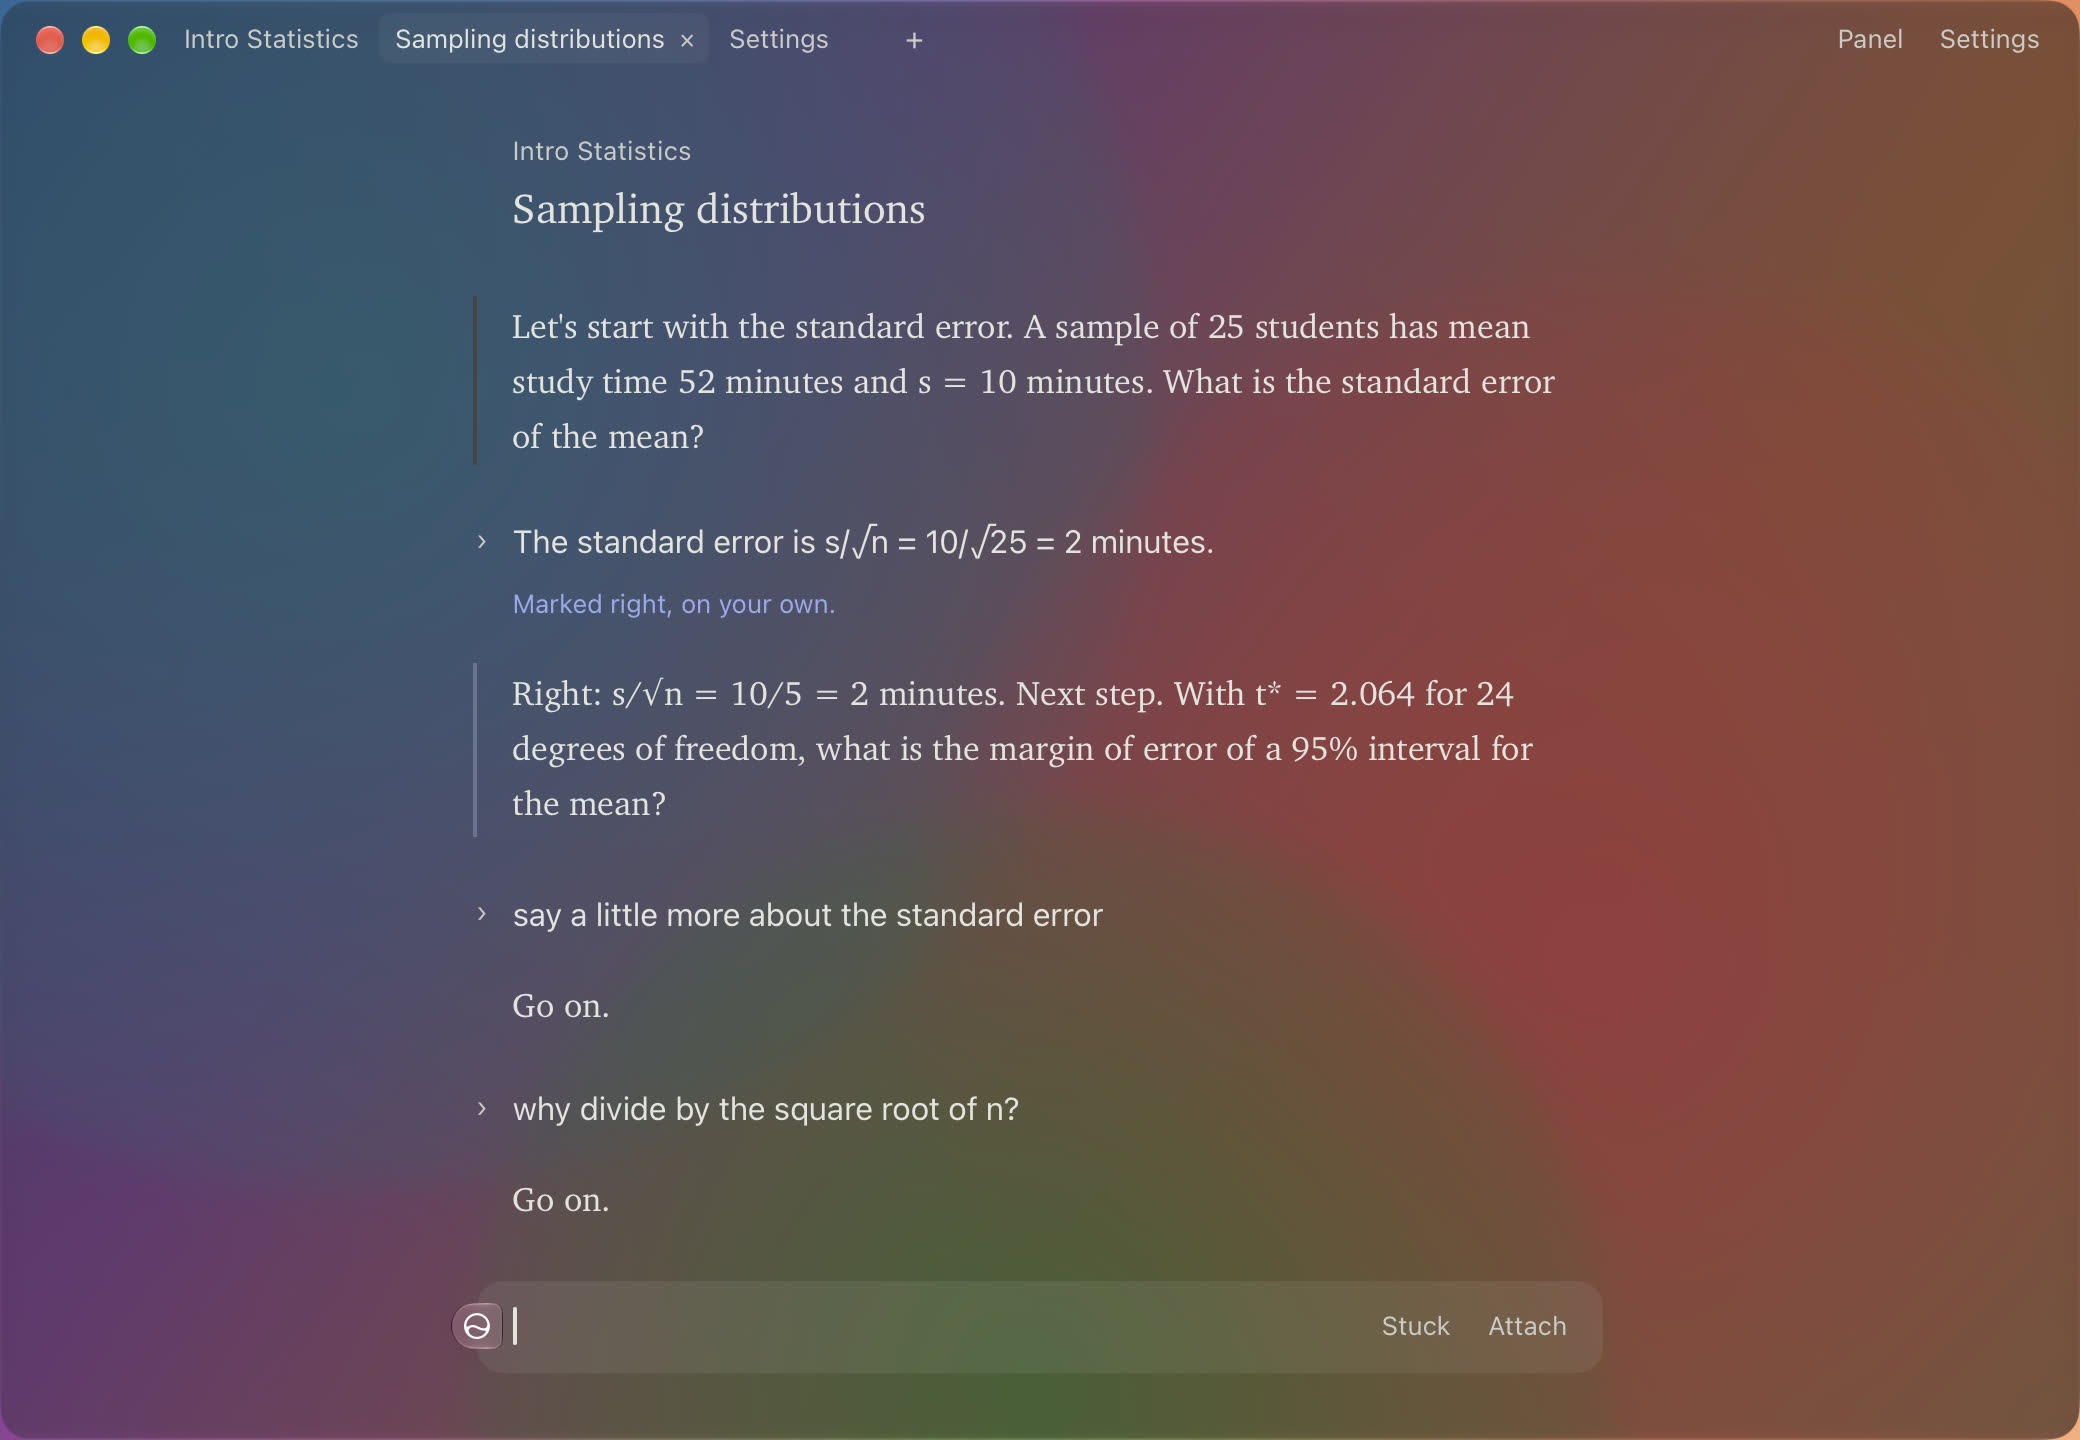 Intro Statistics
Sampling distributions ×
Settings
+
Panel
Settings
Intro Statistics
Sampling distributions
Let's start with the standard error. A sample of 25 students has mean
study time 52 minutes and s = 10 minutes. What is the standard error
of the mean?
› The standard error is s/√n = 10/√25 = 2 minutes.
Marked right, on your own.
Right: s/√n = 10/5 = 2 minutes. Next step. With t* = 2.064 for 24
degrees of freedom, what is the margin of error of a 95% interval for
the mean?
› say a little more about the standard error
Go on.
› why divide by the square root of n?
Go on.
Stuck
Attach